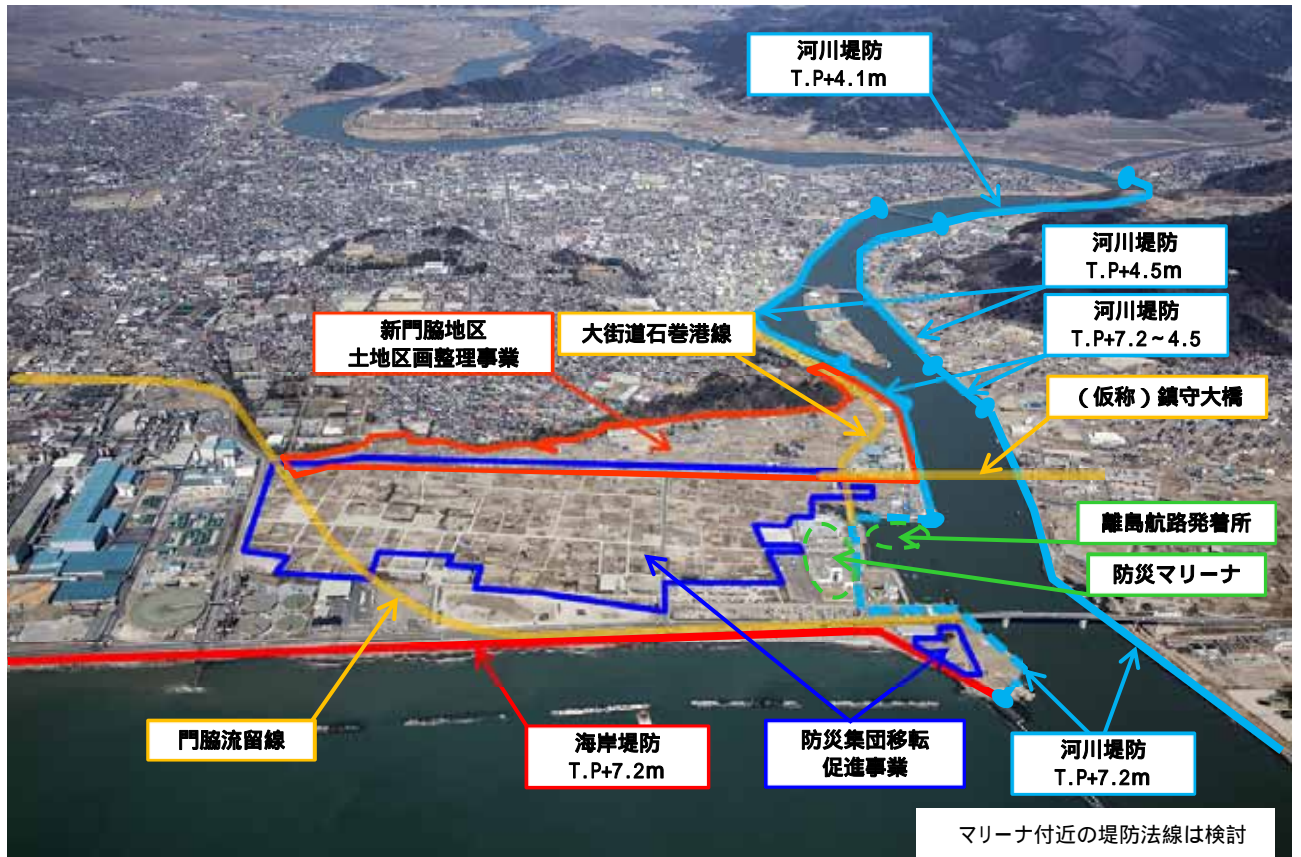 河川堤防
T.P+4.1m
河川堤防
T.P+4.5m
河川堤防
T.P+7.2～4.5
新門脇地区
土地区画整理事業
大街道石巻港線
（仮称）鎮守大橋
離島航路発着所
防災マリーナ
門脇流留線
海岸堤防
T.P+7.2m
防災集団移転
促進事業
河川堤防
T.P+7.2m
マリーナ付近の堤防法線は検討